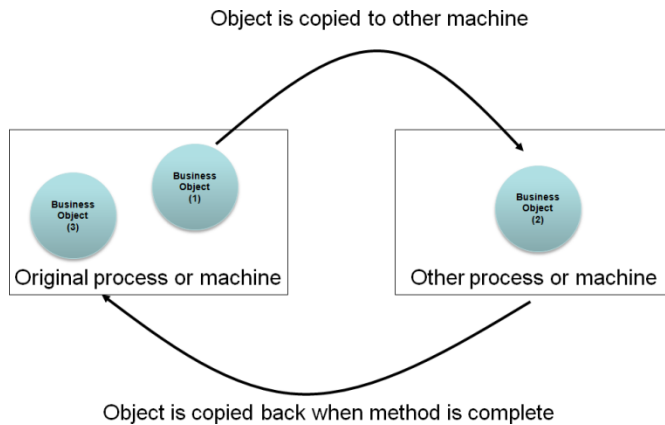 Object is copied to other machine
Business
Object
(1)
Business
Object
(3)
Original process or machine
Business
Object
(2)
Other process or machine
Object is copied back when method is complete